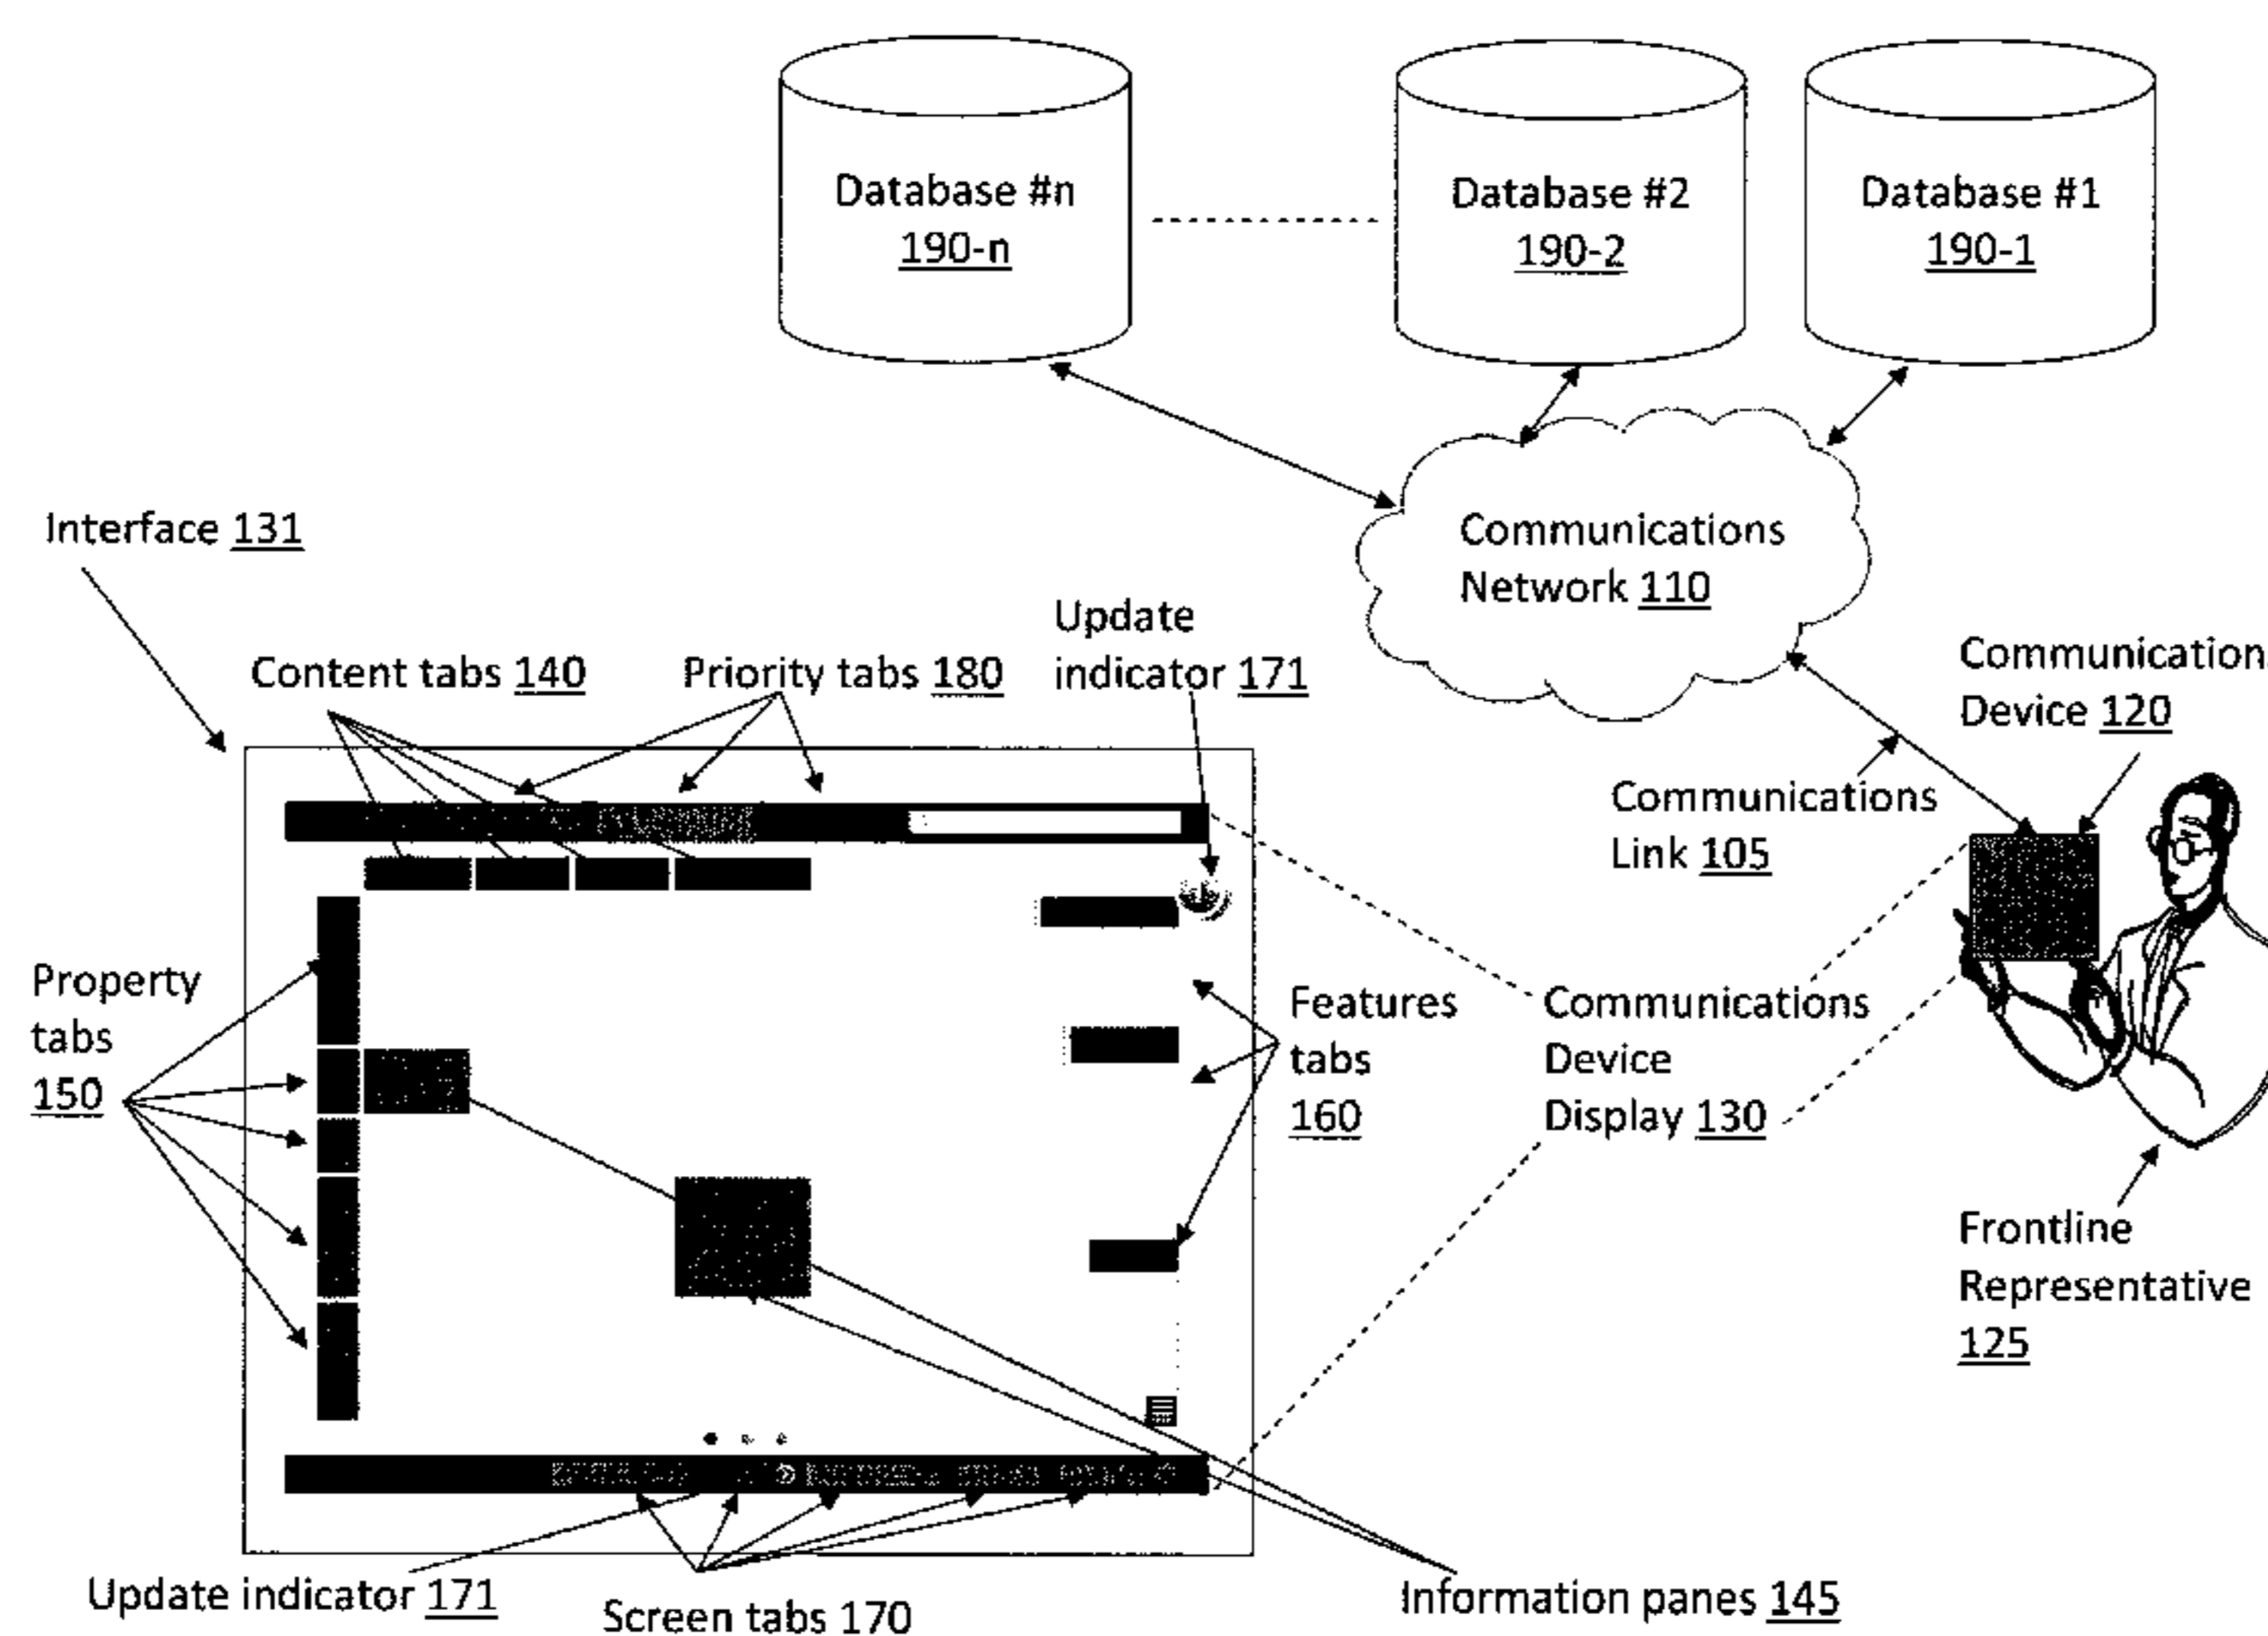 Database #n
190-n
Database #2
190-2
Database #1
190-1
Interface 131
Communications
Network 110
Content tabs 140
Priority tabs 180
Update
indicator 171
Communication
Device 120
Communications
Link 105
Property
tabs
150
Features
tabs
160
Communications
Device
Display 130
Frontline
Representative
125
Update indicator 171
Screen tabs 170
Information panes 145